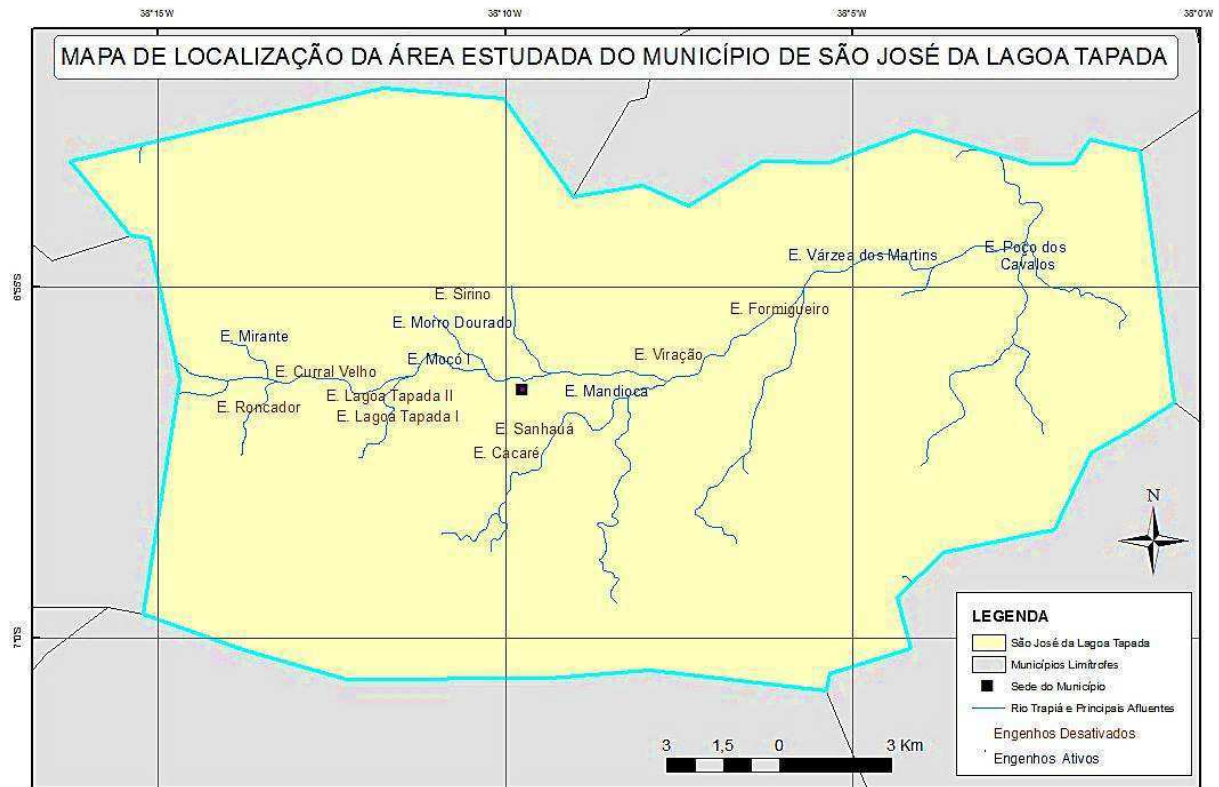 38°15'W 38°10'W 38°5'W 38°0'W
MAPA DE LOCALIZAÇÃO DA ÁREA ESTUDADA DO MUNICÍPIO DE SÃO JOSÉ DA LAGOA TAPADA
E. Várzea dos Martins
E. Poço dos
Cavalos
6°55'S
E. Sirino
E. Formigueiro
E. Morro Dourado
E. Mirante
E. Mocó I
E. Viração
E. Curral Velho
E. Mandioca
E. Lagoa Tapada II
E. Roncador
E. Lagoa Tapada I
E. Sanhauá
E. Cacaré
N
7°0'S
LEGENDA
São José da Lagoa Tapada
Municípios Limítrofes
Sede do Município
Rio Trapiá e Principais Afluentes
Engenhos Desativados
Engenhos Ativos
3 1,5 0 3 Km